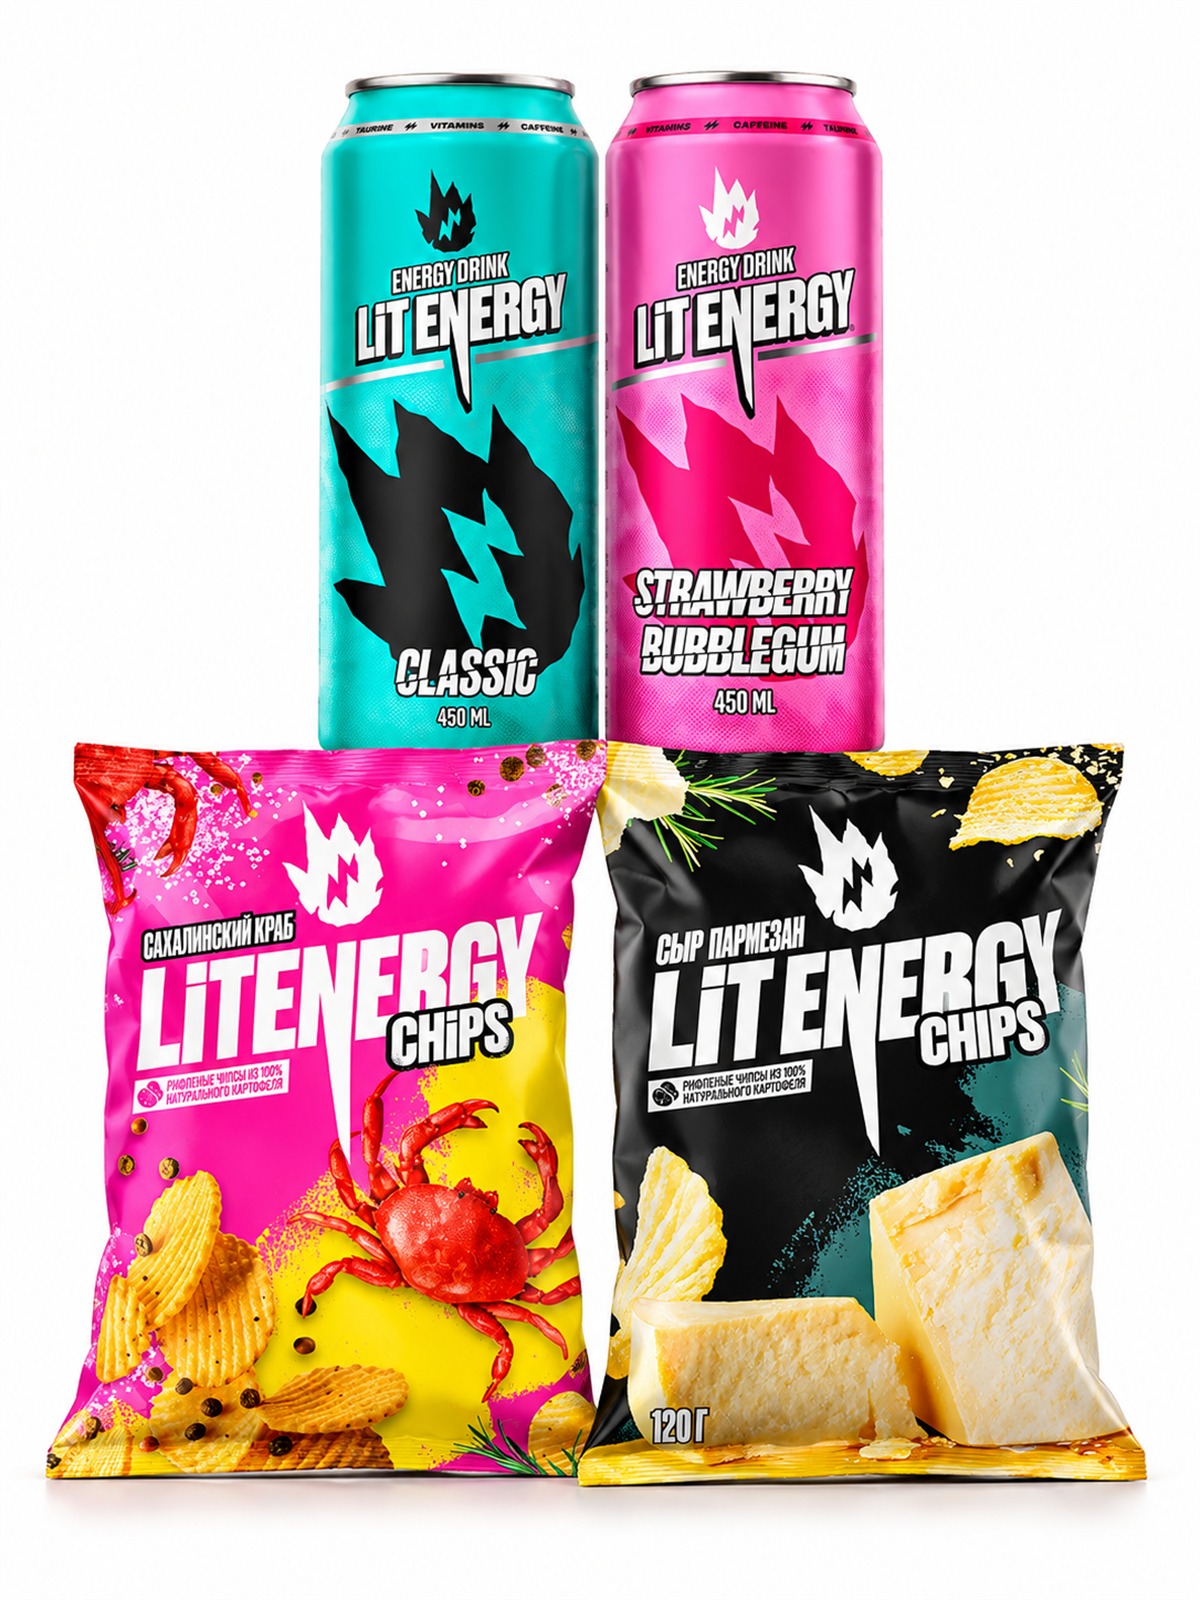 TAURINE VITAMINS CAFFEINE
ENERGY DRINK
LiT ENERGY
CLASSIC
450 ML
VITAMINS CAFFEINE TAURINE
ENERGY DRINK
LiT ENERGY
STRAWBERRY
BUBBLEGUM
450 ML
САХАЛИНСКИЙ КРАБ
LiTENERGY
CHiPS
РИФЛЕНЫЕ ЧИПСЫ ИЗ 100%
НАТУРАЛЬНОГО КАРТОФЕЛЯ
СЫР ПАРМЕЗАН
LiT ENERGY
CHiPS
РИФЛЕНЫЕ ЧИПСЫ ИЗ 100%
НАТУРАЛЬНОГО КАРТОФЕЛЯ
120 Г